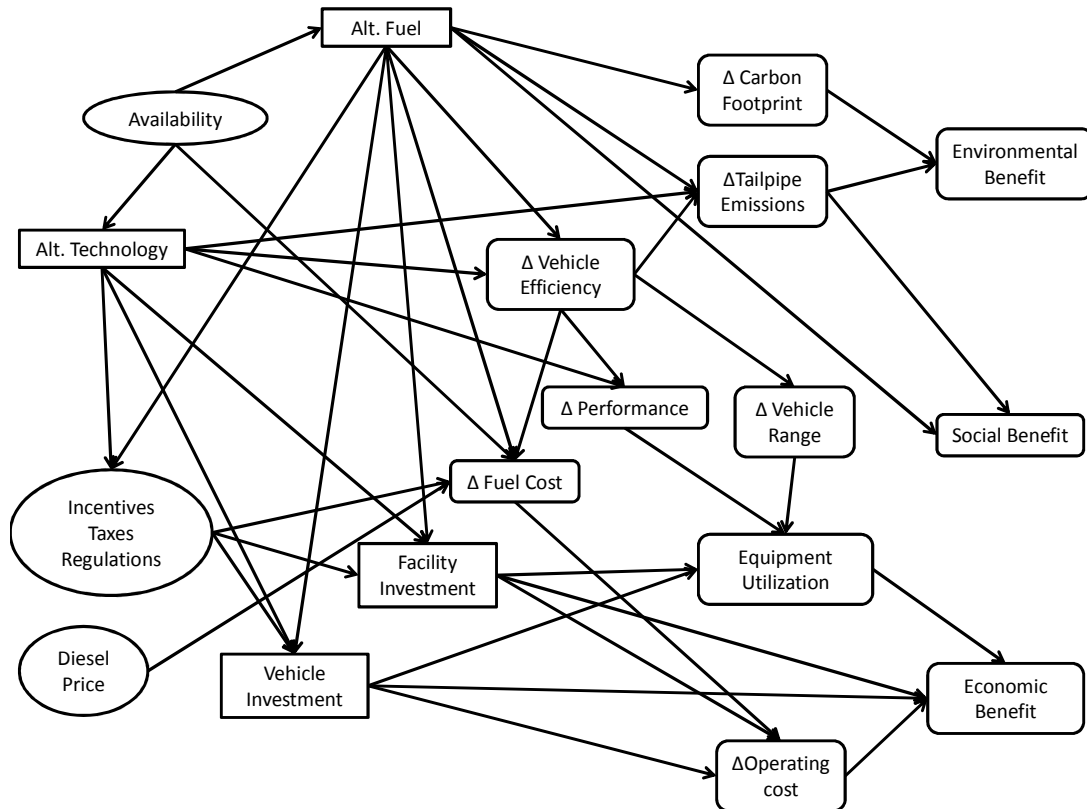 Alt. Fuel
Δ Carbon
Footprint
Availability
Environmental
Benefit
ΔTailpipe
Emissions
Alt. Technology
Δ Vehicle
Efficiency
Δ Performance
Δ Vehicle
Range
Social Benefit
Δ Fuel Cost
Incentives
Taxes
Regulations
Facility
Investment
Equipment
Utilization
Diesel
Price
Vehicle
Investment
Economic
Benefit
ΔOperating
cost